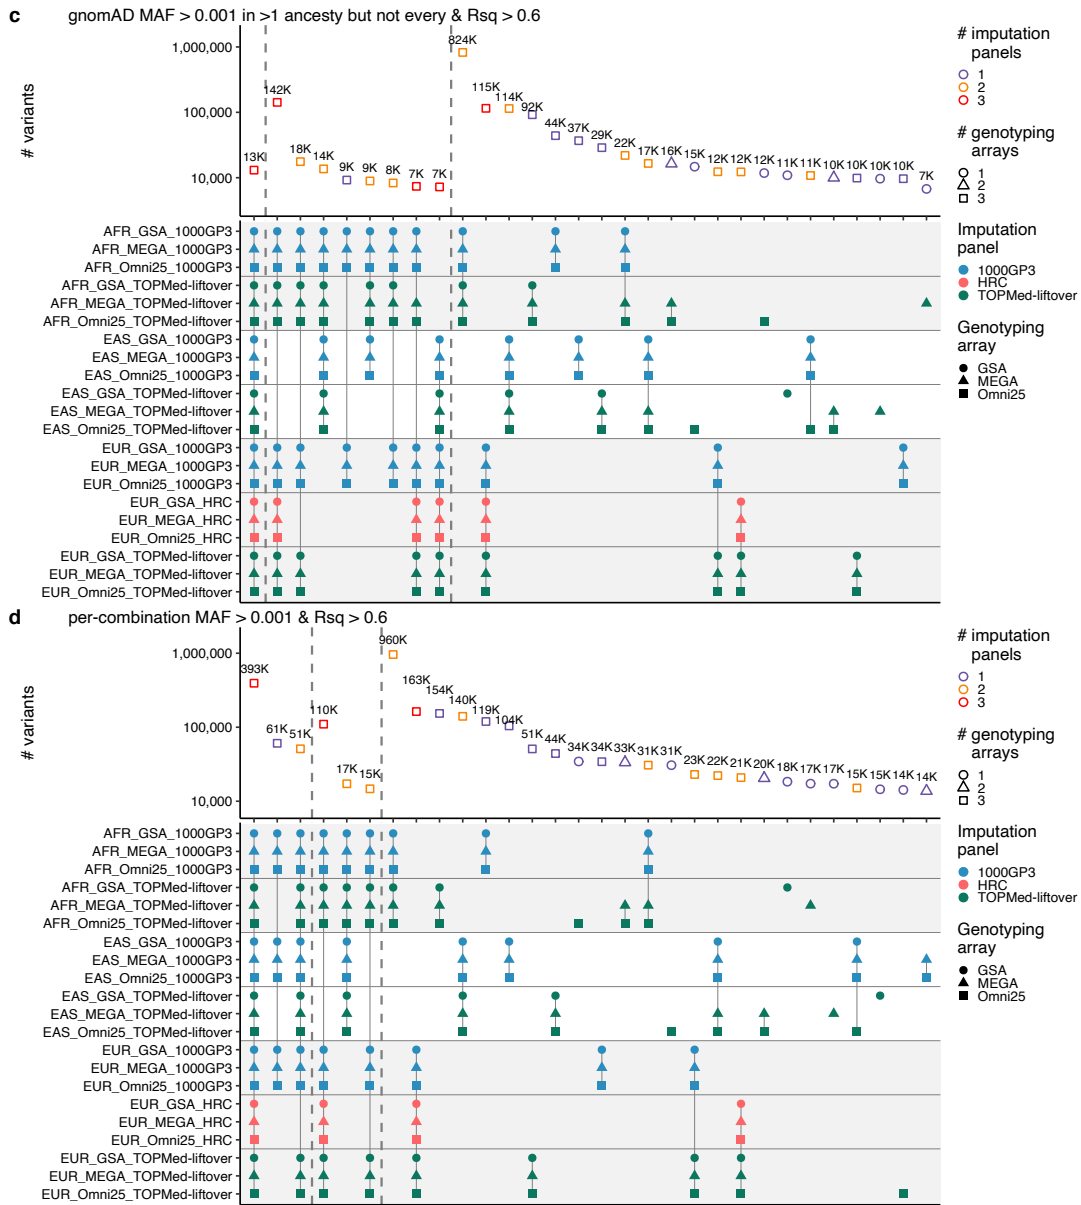 c
gnomAD MAF > 0.001 in >1 ancesty but not every & Rsq > 0.6
# variants
1,000,000
100,000
10,000
13K
142K
18K
14K
9K
9K
8K
7K
7K
824K
115K
114K
92K
44K
37K
29K
22K
17K
16K
15K
12K
12K
12K
11K
11K
10K
10K
10K
10K
7K
AFR_GSA_1000GP3
AFR_MEGA_1000GP3
AFR_Omni25_1000GP3
AFR_GSA_TOPMed-liftover
AFR_MEGA_TOPMed-liftover
AFR_Omni25_TOPMed-liftover
EAS_GSA_1000GP3
EAS_MEGA_1000GP3
EAS_Omni25_1000GP3
EAS_GSA_TOPMed-liftover
EAS_MEGA_TOPMed-liftover
EAS_Omni25_TOPMed-liftover
EUR_GSA_1000GP3
EUR_MEGA_1000GP3
EUR_Omni25_1000GP3
EUR_GSA_HRC
EUR_MEGA_HRC
EUR_Omni25_HRC
EUR_GSA_TOPMed-liftover
EUR_MEGA_TOPMed-liftover
EUR_Omni25_TOPMed-liftover
# imputation
panels
1
2
3
# genotyping
arrays
1
2
3
Imputation
panel
1000GP3
HRC
TOPMed-liftover
Genotyping
array
GSA
MEGA
Omni25
d
per-combination MAF > 0.001 & Rsq > 0.6
# variants
1,000,000
100,000
10,000
393K
61K
51K
110K
17K
15K
960K
163K
154K
140K
119K
104K
51K
44K
34K
34K
33K
31K
31K
23K
22K
21K
20K
18K
17K
17K
15K
15K
14K
14K
AFR_GSA_1000GP3
AFR_MEGA_1000GP3
AFR_Omni25_1000GP3
AFR_GSA_TOPMed-liftover
AFR_MEGA_TOPMed-liftover
AFR_Omni25_TOPMed-liftover
EAS_GSA_1000GP3
EAS_MEGA_1000GP3
EAS_Omni25_1000GP3
EAS_GSA_TOPMed-liftover
EAS_MEGA_TOPMed-liftover
EAS_Omni25_TOPMed-liftover
EUR_GSA_1000GP3
EUR_MEGA_1000GP3
EUR_Omni25_1000GP3
EUR_GSA_HRC
EUR_MEGA_HRC
EUR_Omni25_HRC
EUR_GSA_TOPMed-liftover
EUR_MEGA_TOPMed-liftover
EUR_Omni25_TOPMed-liftover
# imputation
panels
1
2
3
# genotyping
arrays
1
2
3
Imputation
panel
1000GP3
HRC
TOPMed-liftover
Genotyping
array
GSA
MEGA
Omni25